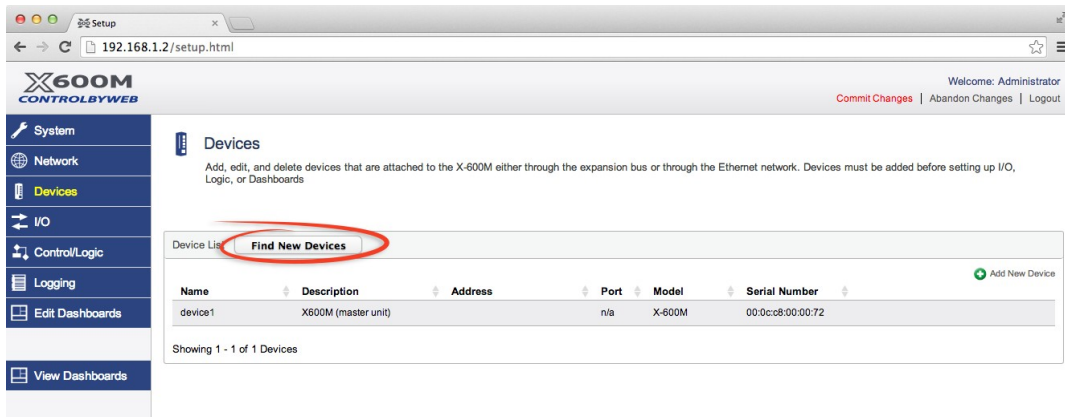 Setup
192.168.1.2/setup.html
X600M
CONTROLBYWEB
Welcome: Administrator
Commit Changes | Abandon Changes | Logout
System
Network
Devices
I/O
Control/Logic
Logging
Edit Dashboards
View Dashboards
Devices
Add, edit, and delete devices that are attached to the X-600M either through the expansion bus or through the Ethernet network. Devices must be added before setting up I/O,
Logic, or Dashboards
Device Lis Find New Devices
Add New Device
Name Description Address Port Model Serial Number
device1 X600M (master unit) n/a X-600M 00:0c:c8:00:00:72
Showing 1 - 1 of 1 Devices